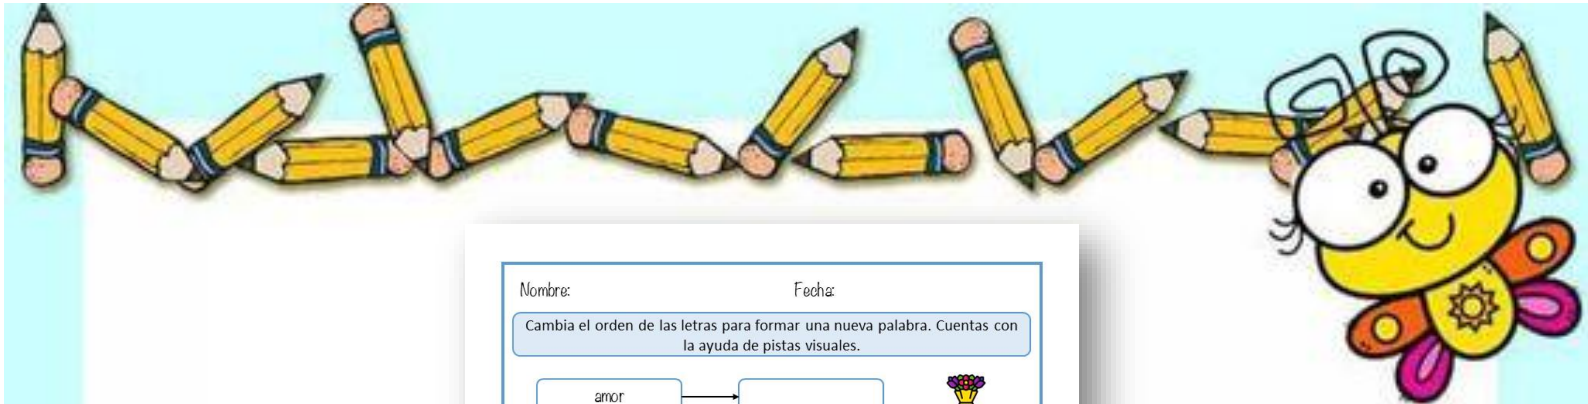 Nombre: Fecha:
Cambia el orden de las letras para formar una nueva palabra. Cuentas con
la ayuda de pistas visuales.
amor